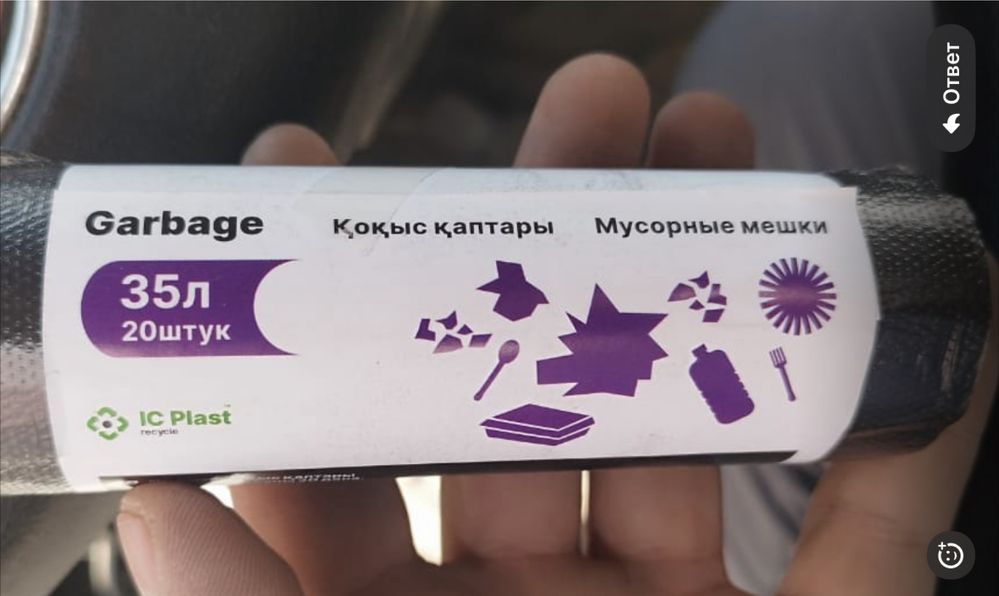 Garbage
Қоқыс қаптары
Мусорные мешки
35л
20штук
IC Plast
recycle
Ответ